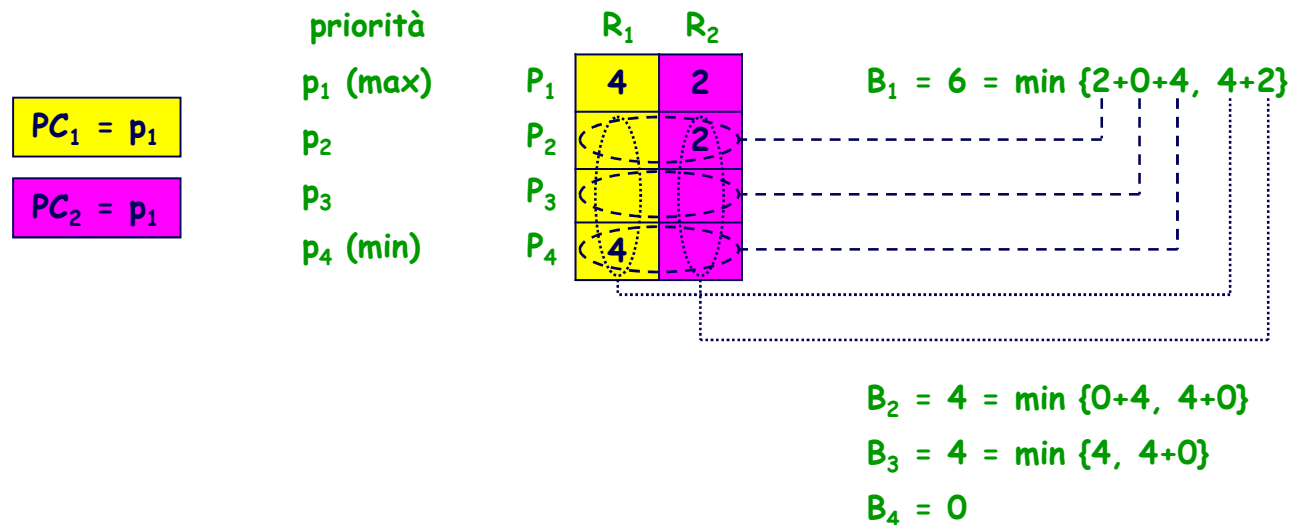 priorità R₁ R₂
p₁ (max) P₁ 4 2 B₁ = 6 = min {2+0+4, 4+2}
PC₁ = p₁
p₂ P₂ 2
p₃ P₃
PC₂ = p₁
p₄ (min) P₄ 4
B₂ = 4 = min {0+4, 4+0}
B₃ = 4 = min {4, 4+0}
B₄ = 0